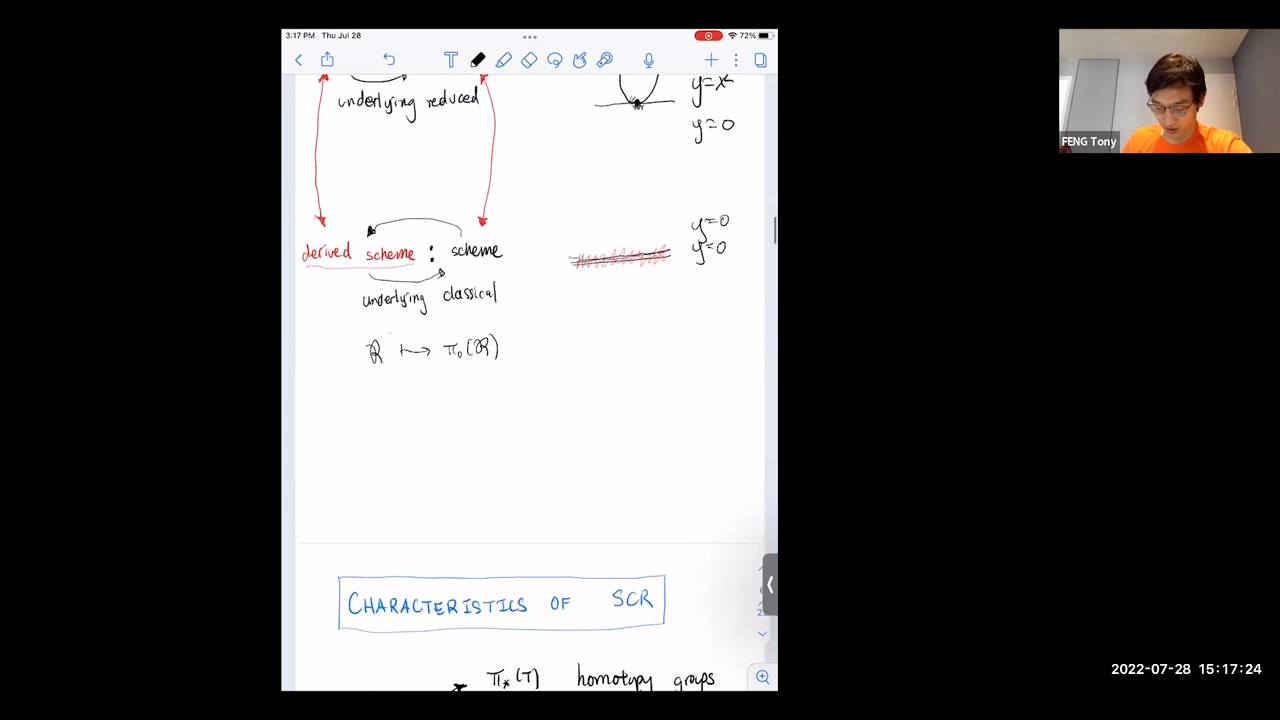 3:17 PM Thu Jul 28
72%
underlying reduced
y=x²
y=0
FENG Tony
y=0
derived scheme : scheme
y=0
underlying classical
R ↦ π₀(R)
CHARACTERISTICS OF SCR
π*(T) homotopy groups
2022-07-28 15:17:24